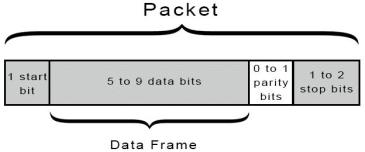 Packet
1 start
bit
5 to 9 data bits
0 to 1
parity
bits
1 to 2
stop bits
Data Frame